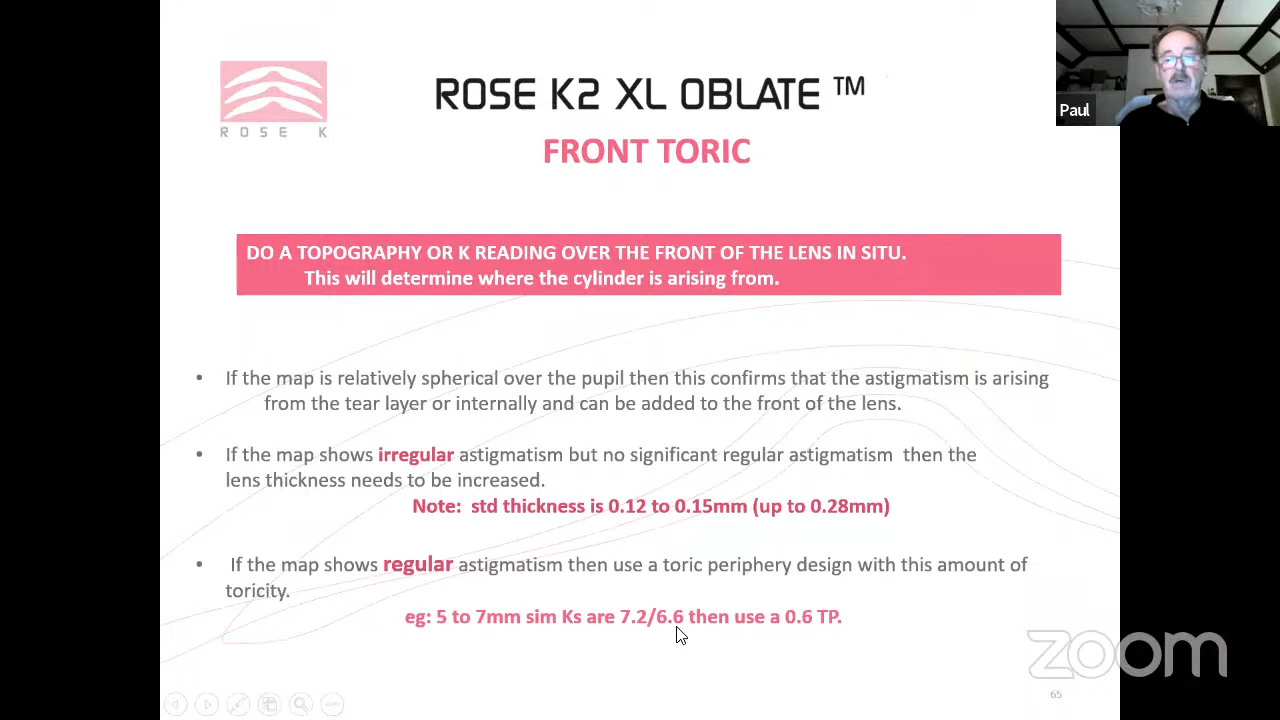 ROSE K
ROSE K2 XL OBLATE ™
FRONT TORIC
Paul
DO A TOPOGRAPHY OR K READING OVER THE FRONT OF THE LENS IN SITU.
This will determine where the cylinder is arising from.
• If the map is relatively spherical over the pupil then this confirms that the astigmatism is arising
from the tear layer or internally and can be added to the front of the lens.
• If the map shows irregular astigmatism but no significant regular astigmatism then the
lens thickness needs to be increased.
Note: std thickness is 0.12 to 0.15mm (up to 0.28mm)
• If the map shows regular astigmatism then use a toric periphery design with this amount of
toricity.
eg: 5 to 7mm sim Ks are 7.2/6.6 then use a 0.6 TP.
zoom
65